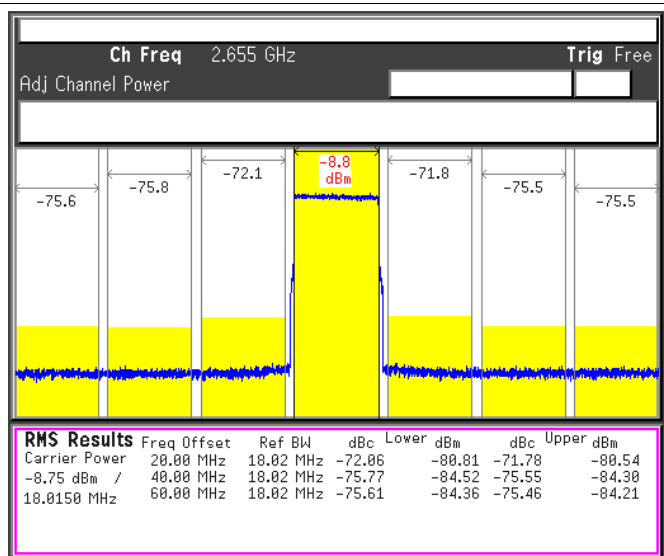 Ch Freq 2.655 GHz Trig Free
Adj Channel Power
-8.8
dBm
-72.1 -71.8
-75.8 -75.5
-75.6 -75.5
RMS Results Freq Offset Ref BW dBc Lower dBm dBc Upper dBm
Carrier Power 20.00 MHz 18.02 MHz -72.06 -80.81 -71.78 -80.54
-8.75 dBm / 40.00 MHz 18.02 MHz -75.77 -84.52 -75.55 -84.30
18.0150 MHz 60.00 MHz 18.02 MHz -75.61 -84.36 -75.46 -84.21